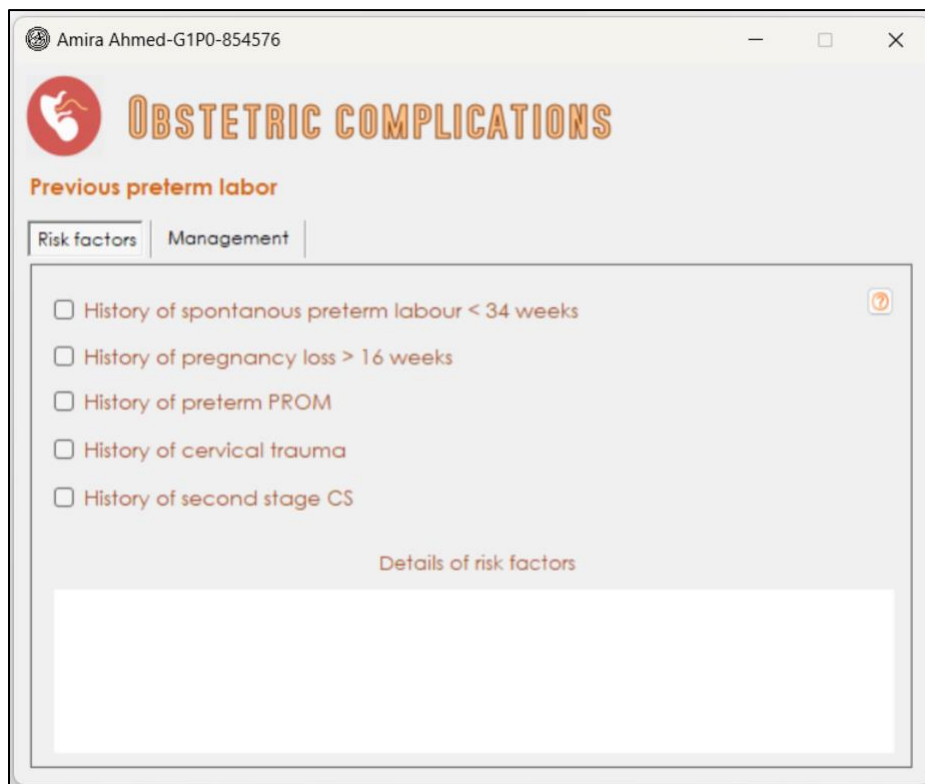 Amira Ahmed-G1P0-854576
OBSTETRIC COMPLICATIONS
Previous preterm labor
Risk factors Management
History of spontanous preterm labour < 34 weeks
?
History of pregnancy loss > 16 weeks
History of preterm PROM
History of cervical trauma
History of second stage CS
Details of risk factors